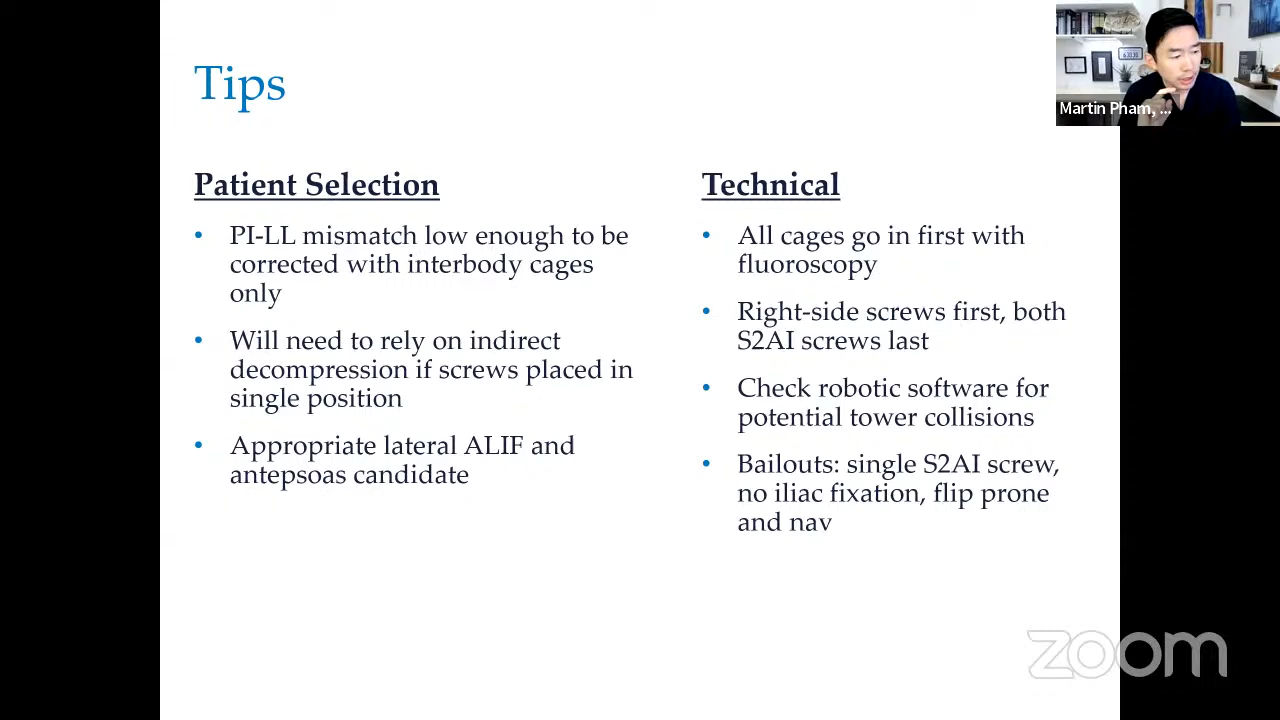 Tips
Martin Pham, ...
Patient Selection
• PI-LL mismatch low enough to be
corrected with interbody cages
only
• Will need to rely on indirect
decompression if screws placed in
single position
• Appropriate lateral ALIF and
antepsoas candidate
Technical
• All cages go in first with
fluoroscopy
• Right-side screws first, both
S2AI screws last
• Check robotic software for
potential tower collisions
• Bailouts: single S2AI screw,
no iliac fixation, flip prone
and nav
zoom